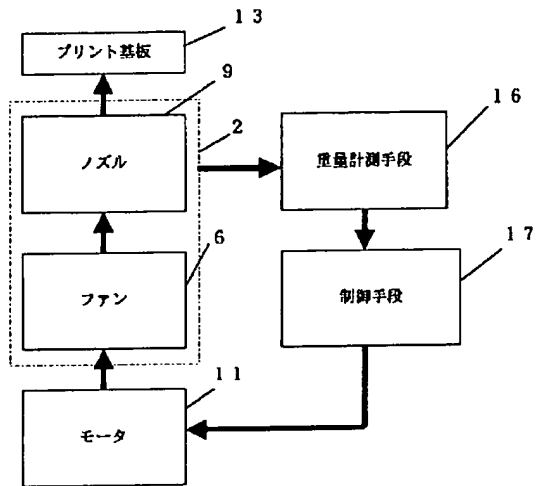 １３
プリント基板
９
２
ノズル
１６
重量計測手段
６
ファン
１７
制御手段
１１
モータ